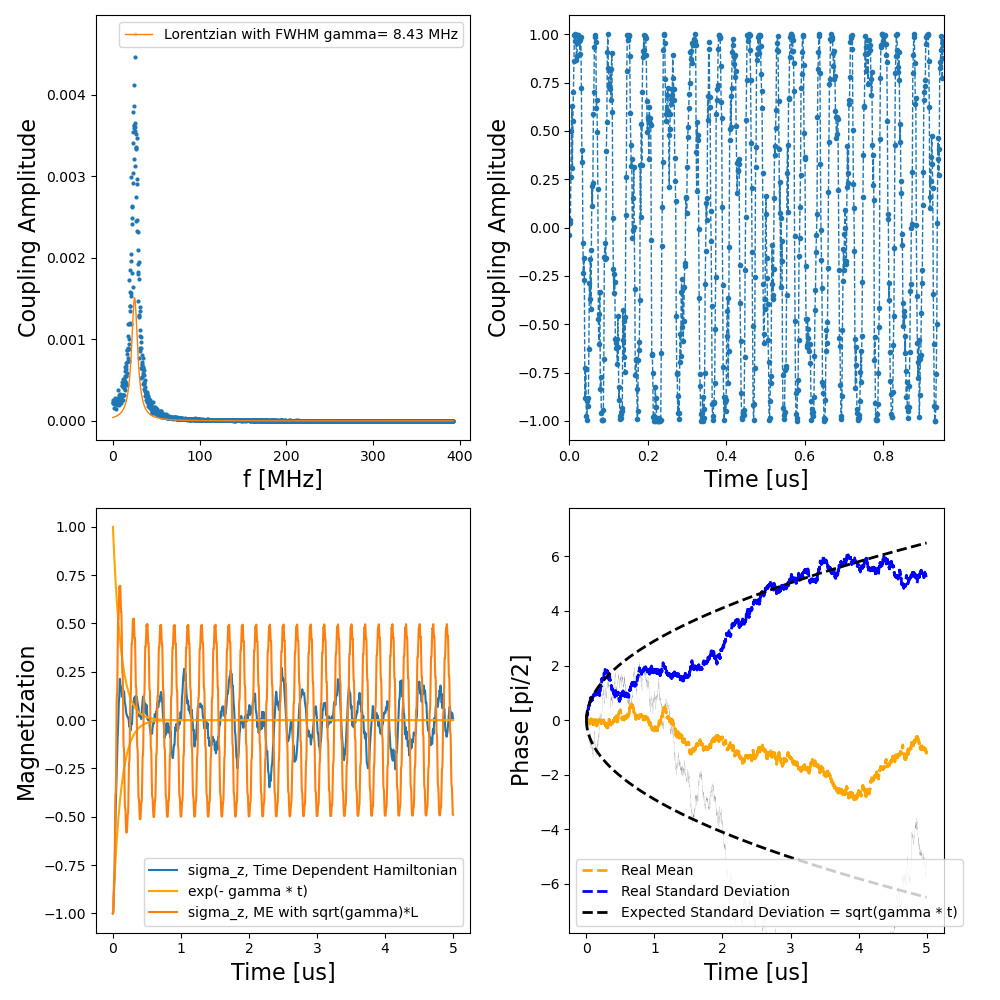 Lorentzian with FWHM gamma= 8.43 MHz
0.004
0.003
0.002
0.001
0.000
Coupling Amplitude
0 100 200 300 400
f [MHz]
1.00
0.75
0.50
0.25
0.00
-0.25
-0.50
-0.75
-1.00
Coupling Amplitude
0.0 0.2 0.4 0.6 0.8
Time [us]
1.00
0.75
0.50
0.25
0.00
−0.25
−0.50
−0.75
−1.00
Magnetization
sigma_z, Time Dependent Hamiltonian
exp(- gamma * t)
sigma_z, ME with sqrt(gamma)*L
0 1 2 3 4 5
Time [us]
6
4
2
0
−2
−4
−6
Phase [pi/2]
Real Mean
Real Standard Deviation
Expected Standard Deviation = sqrt(gamma * t)
0 1 2 3 4 5
Time [us]